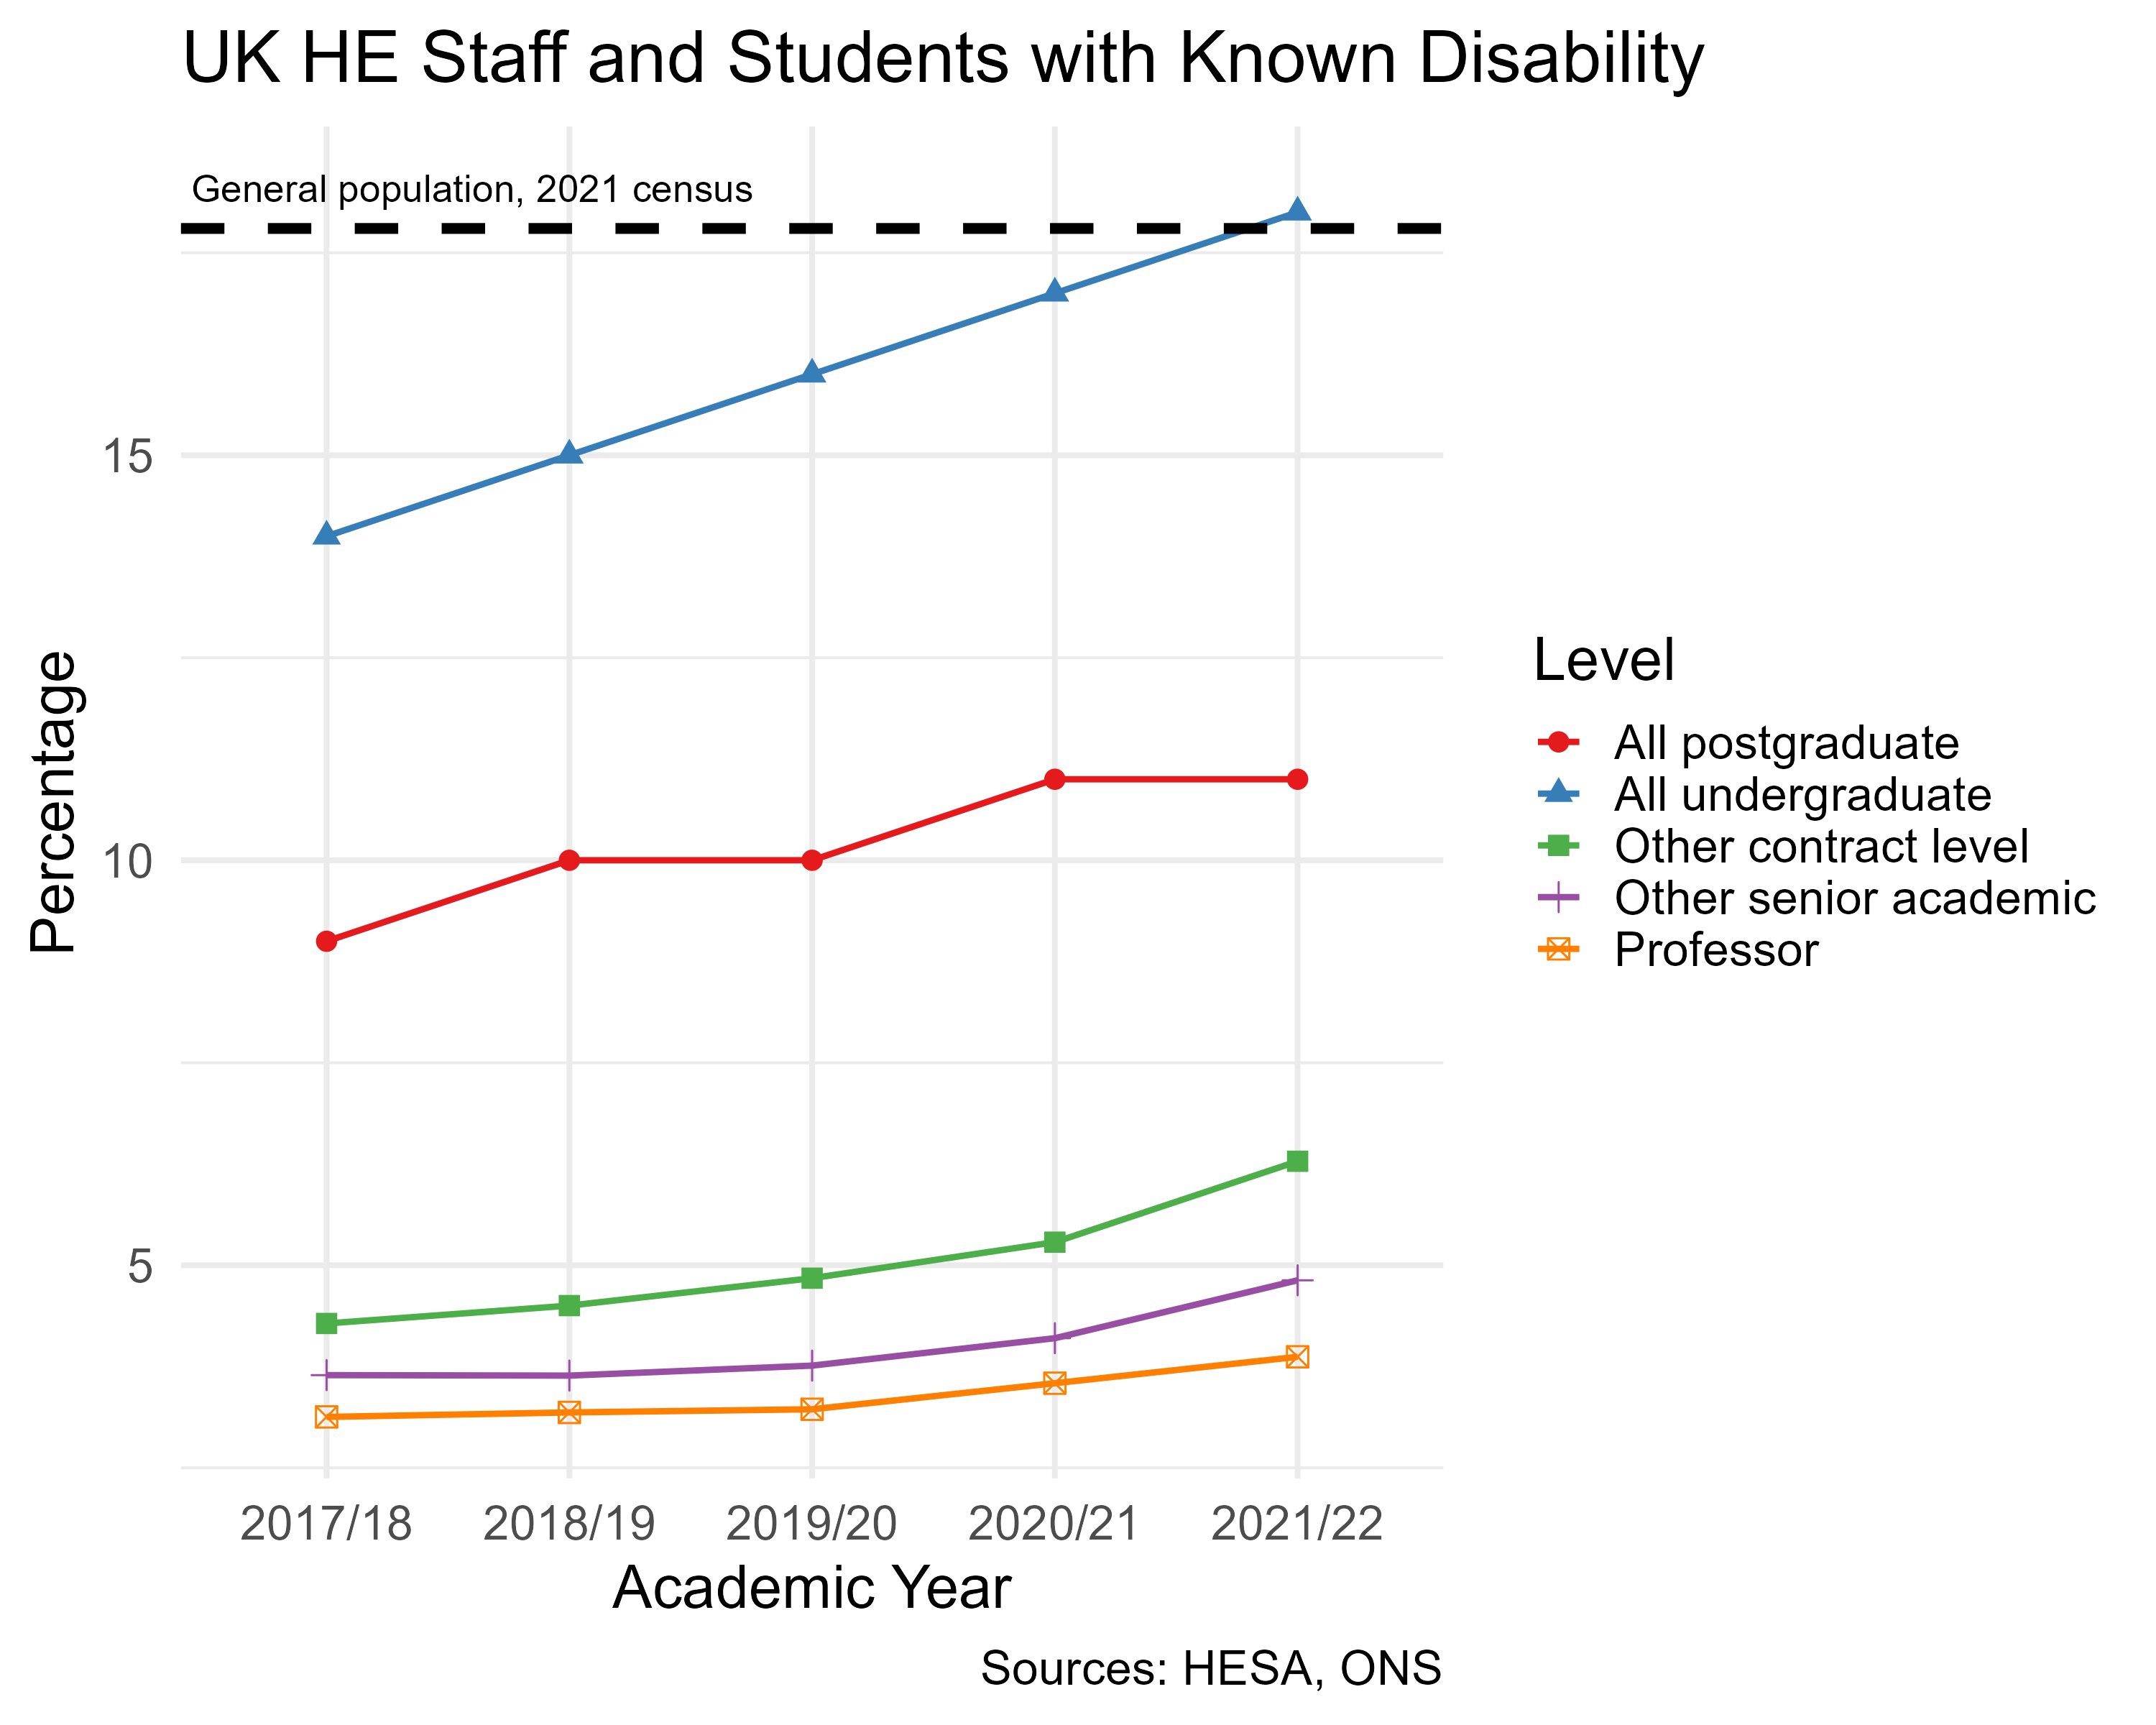 UK HE Staff and Students with Known Disability
General population, 2021 census
15
10
5
Percentage
2017/18 2018/19 2019/20 2020/21 2021/22
Academic Year
Sources: HESA, ONS
Level
All postgraduate
All undergraduate
Other contract level
Other senior academic
Professor